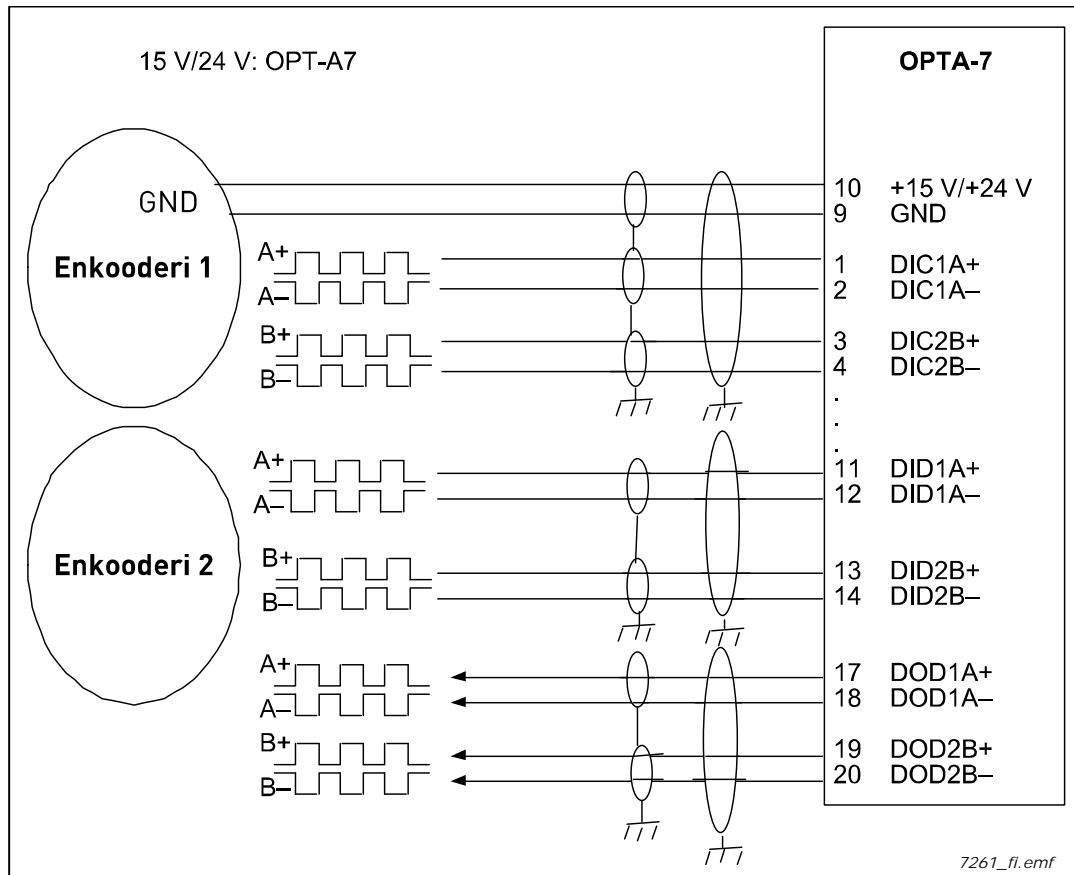 15 V/24 V: OPT-A7
OPTA-7
GND
Enkooderi 1
10 +15 V/+24 V
9 GND
A+
A–
1 DIC1A+
2 DIC1A–
B+
B–
3 DIC2B+
4 DIC2B–
.
.
.
Enkooderi 2
A+
A–
11 DID1A+
12 DID1A–
B+
B–
13 DID2B+
14 DID2B–
A+
A–
17 DOD1A+
18 DOD1A–
B+
B–
19 DOD2B+
20 DOD2B–
7261_fi.emf